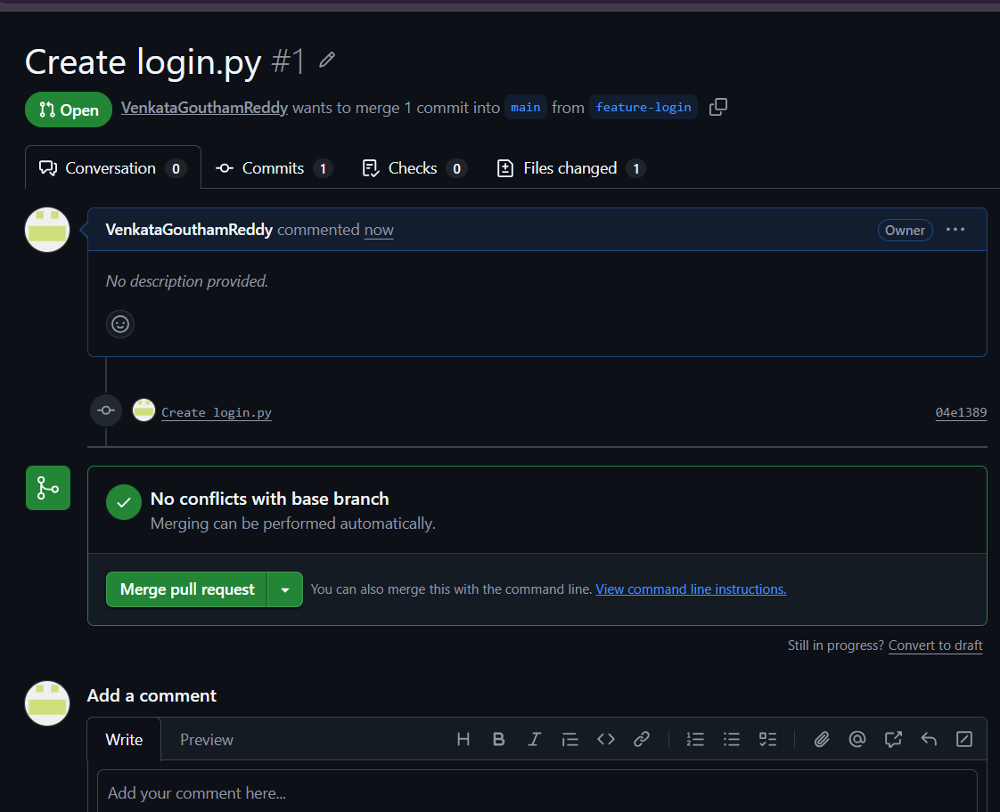 Create login.py #1
Open VenkataGouthamReddy wants to merge 1 commit into main from feature-login
Conversation 0 Commits 1 Checks 0 Files changed 1
VenkataGouthamReddy commented now Owner
No description provided.
Create login.py 04e1389
No conflicts with base branch
Merging can be performed automatically.
Merge pull request You can also merge this with the command line. View command line instructions.
Still in progress? Convert to draft
Add a comment
Write Preview
Add your comment here...